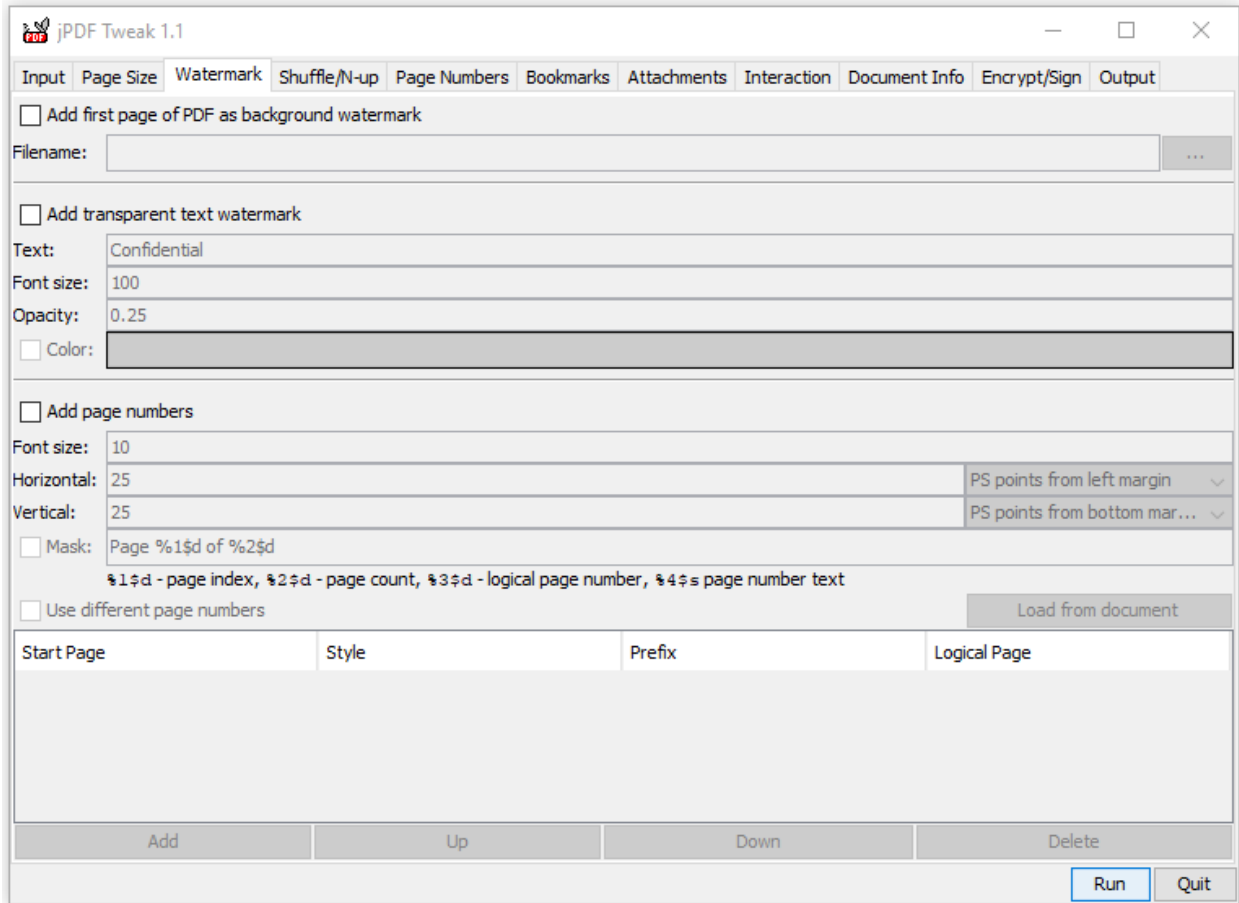 PDF jPDF Tweak 1.1
Input Page Size Watermark Shuffle/N-up Page Numbers Bookmarks Attachments Interaction Document Info Encrypt/Sign Output
Add first page of PDF as background watermark
Filename: ...
Add transparent text watermark
Text: Confidential
Font size: 100
Opacity: 0.25
Color:
Add page numbers
Font size: 10
Horizontal: 25 PS points from left margin
Vertical: 25 PS points from bottom mar...
Mask: Page %1$d of %2$d
%1$d - page index, %2$d - page count, %3$d - logical page number, %4$s page number text
Use different page numbers Load from document
Start Page Style Prefix Logical Page
Add Up Down Delete
Run Quit